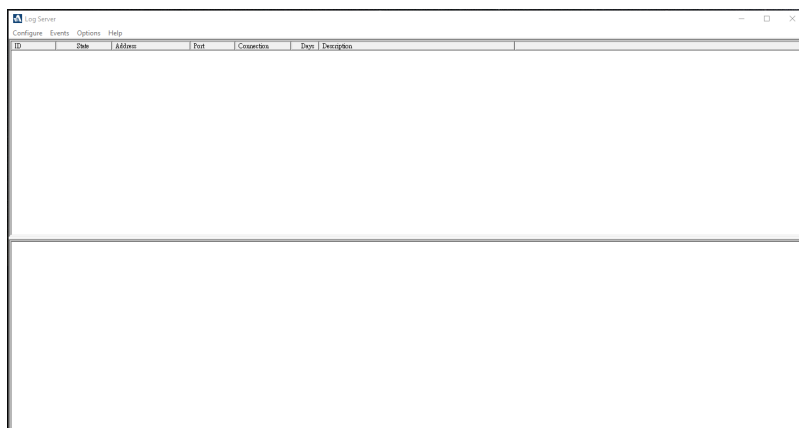 Log Server
Configure Events Options Help
ID State Address Port Connection Days Description